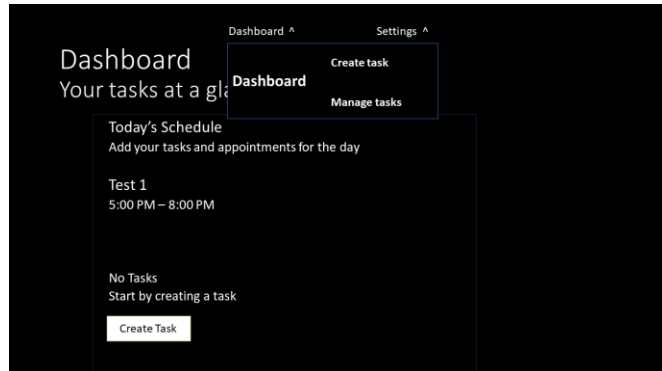 Dashboard ^ Settings ^
Dashboard
Your tasks at a gla
Dashboard
Create task
Manage tasks
Today's Schedule
Add your tasks and appointments for the day
Test 1
5:00 PM – 8:00 PM
No Tasks
Start by creating a task
Create Task